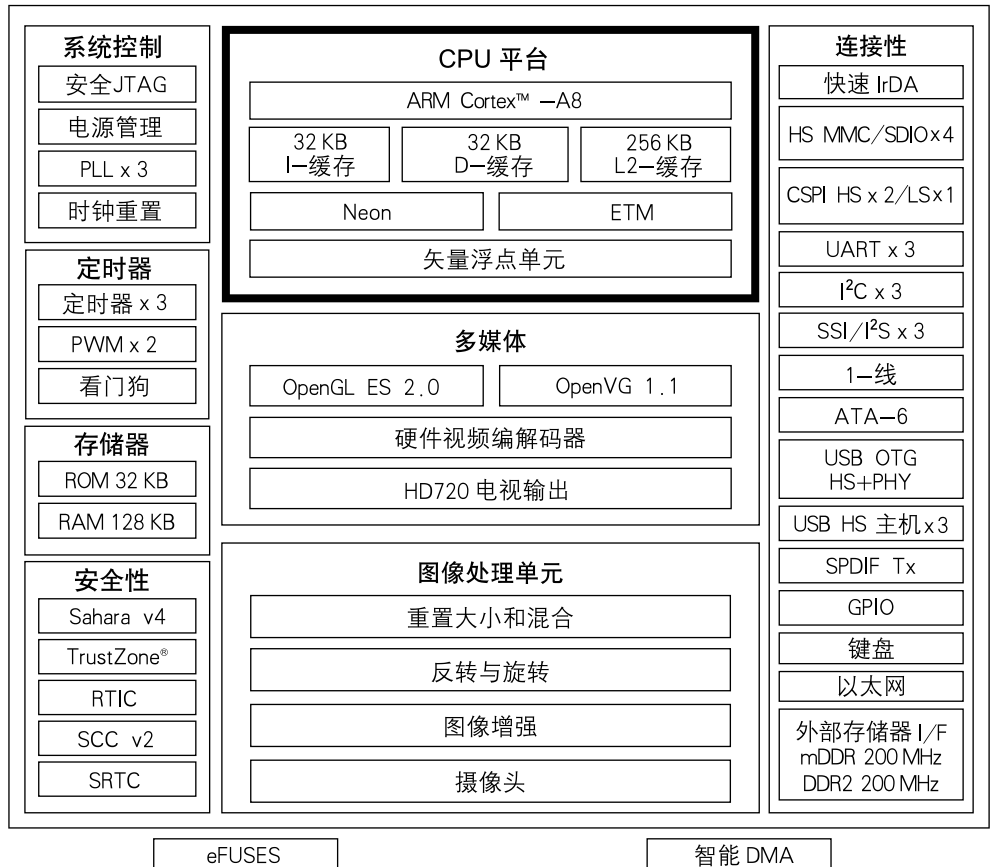 系统控制
安全JTAG
电源管理
PLL x 3
时钟重置
定时器
定时器 x 3
PWM x 2
看门狗
存储器
ROM 32 KB
RAM 128 KB
安全性
Sahara v4
TrustZone®
RTIC
SCC v2
SRTC
CPU 平台
ARM Cortex™ —A8
32 KB
I—缓存
32 KB
D—缓存
256 KB
L2—缓存
Neon
ETM
矢量浮点单元
多媒体
OpenGL ES 2.0
OpenVG 1.1
硬件视频编解码器
HD720 电视输出
图像处理单元
重置大小和混合
反转与旋转
图像增强
摄像头
连接性
快速 IrDA
HS MMC/SDIOx4
CSPI HS x 2/LSx1
UART x 3
I²C x 3
SSI/I²S x 3
1—线
ATA—6
USB OTG
HS+PHY
USB HS 主机x3
SPDIF Tx
GPIO
键盘
以太网
外部存储器 I/F
mDDR 200 MHz
DDR2 200 MHz
eFUSES
智能 DMA